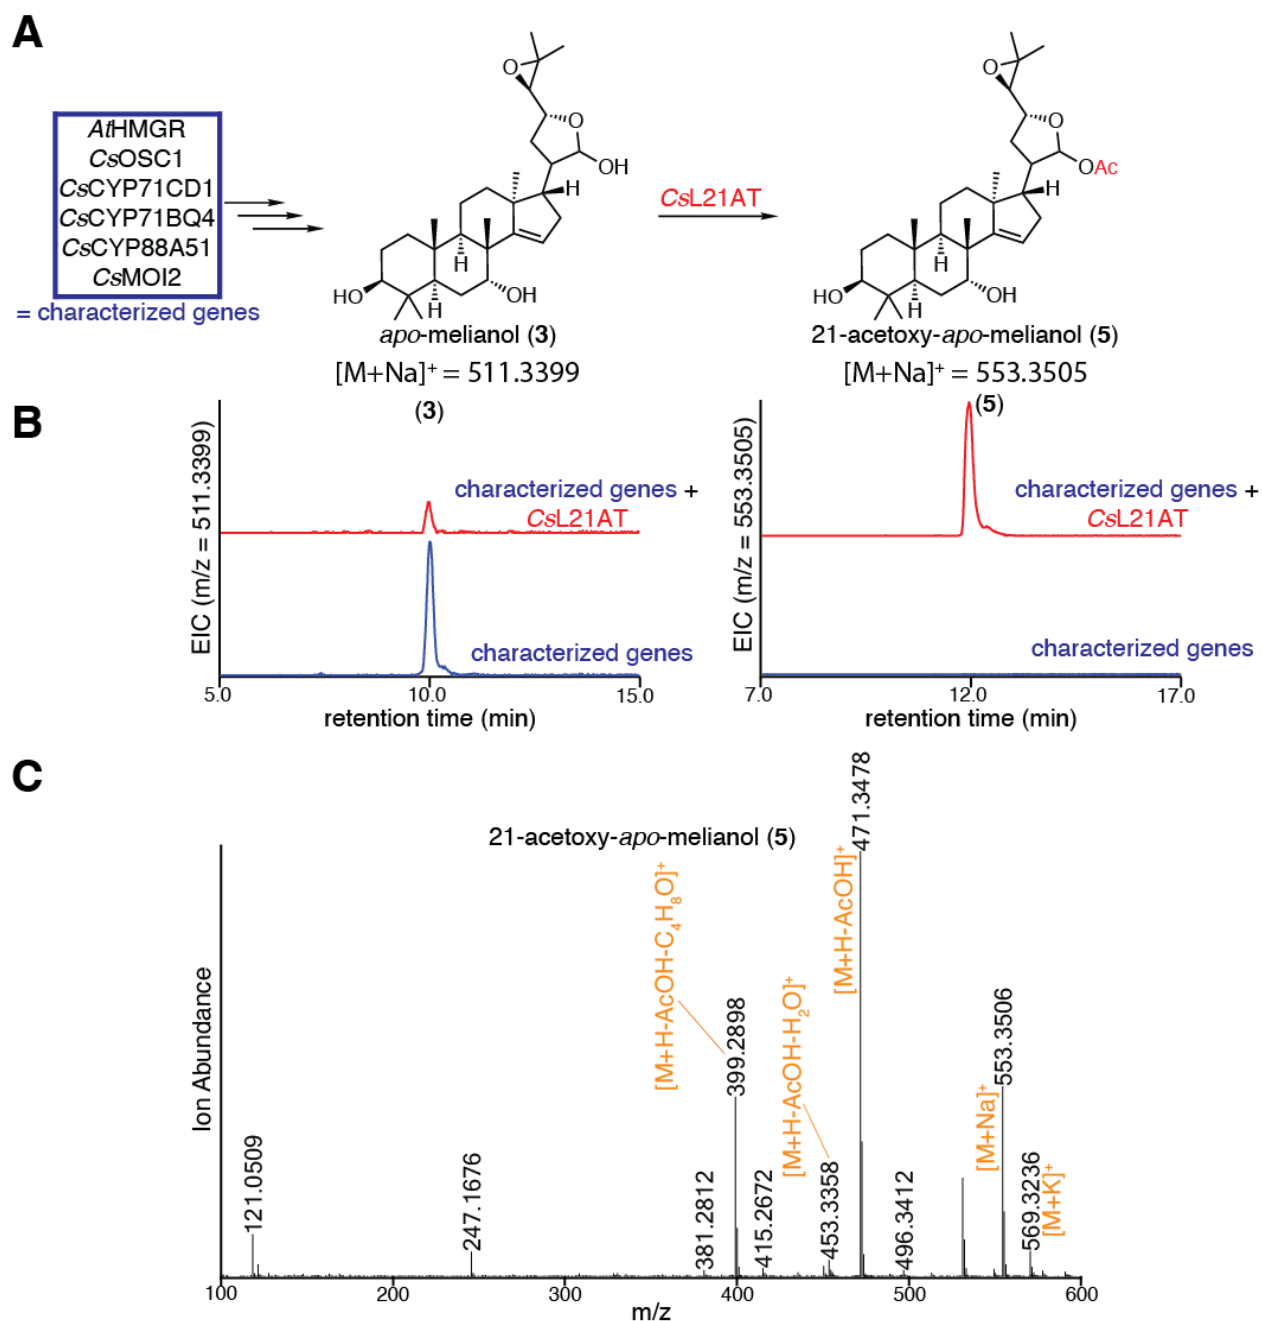 A
AtHMGR
CsOSC1
CsCYP71CD1
CsCYP71BQ4
CsCYP88A51
CsMOI2
= characterized genes
O
O
OH
H
H
H
HO
OH
apo-melianol (3)
[M+Na]⁺ = 511.3399
CsL21AT
O
O
OAc
H
H
H
HO
OH
21-acetoxy-apo-melianol (5)
[M+Na]⁺ = 553.3505
B
(3)
EIC (m/z = 511.3399)
characterized genes +
CsL21AT
characterized genes
5.0
10.0
15.0
retention time (min)
(5)
EIC (m/z = 553.3505)
characterized genes +
CsL21AT
characterized genes
7.0
12.0
17.0
retention time (min)
C
21-acetoxy-apo-melianol (5)
Ion Abundance
121.0509
247.1676
381.2812
[M+H-AcOH-C₄H₈O]⁺
399.2898
415.2672
[M+H-AcOH-H₂O]⁺
453.3358
[M+H-AcOH]⁺
471.3478
496.3412
[M+Na]⁺
553.3506
569.3236
[M+K]⁺
100
200
300
400
500
600
m/z